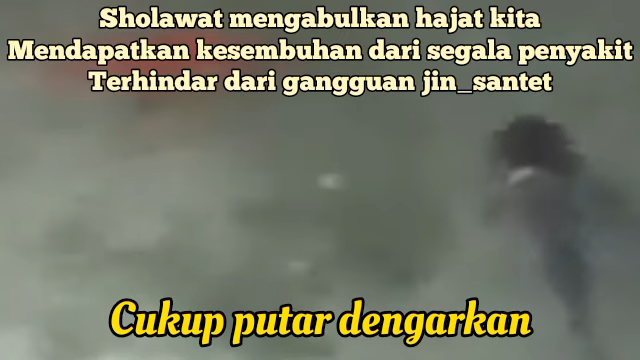 Sholawat mengabulkan hajat kita
Mendapatkan kesembuhan dari segala penyakit
Terhindar dari gangguan jin_santet
Cukup putar dengarkan